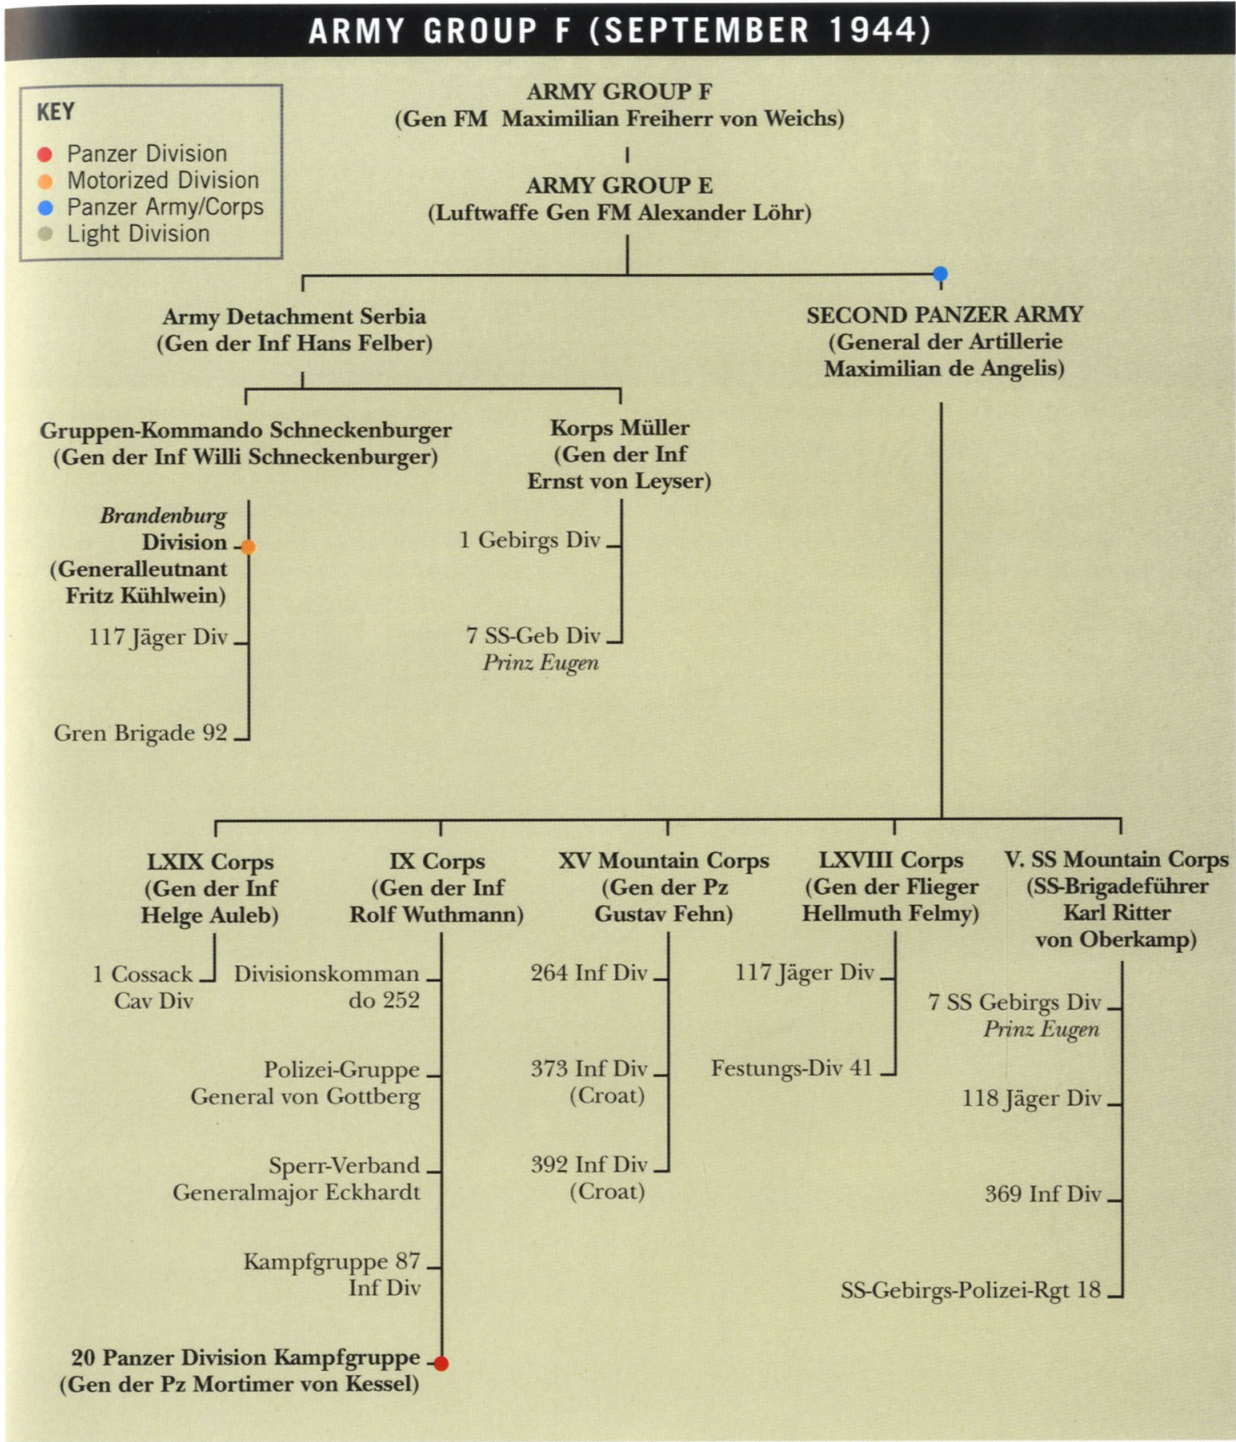 ARMY GROUP F (SEPTEMBER 1944)
KEY
Panzer Division
Motorized Division
Panzer Army/Corps
Light Division
ARMY GROUP F
(Gen FM Maximilian Freiherr von Weichs)
ARMY GROUP E
(Luftwaffe Gen FM Alexander Löhr)
Army Detachment Serbia
(Gen der Inf Hans Felber)
SECOND PANZER ARMY
(General der Artillerie
Maximilian de Angelis)
Gruppen-Kommando Schneckenburger
(Gen der Inf Willi Schneckenburger)
Korps Müller
(Gen der Inf
Ernst von Leyser)
Brandenburg
Division
(Generalleutnant
Fritz Kühlwein)
117 Jäger Div
Gren Brigade 92
1 Gebirgs Div
7 SS-Geb Div
Prinz Eugen
LXIX Corps
(Gen der Inf
Helge Auleb)
1 Cossack
Cav Div
IX Corps
(Gen der Inf
Rolf Wuthmann)
Divisionskomman
do 252
Polizei-Gruppe
General von Gottberg
Sperr-Verband
Generalmajor Eckhardt
Kampfgruppe 87
Inf Div
20 Panzer Division Kampfgruppe
(Gen der Pz Mortimer von Kessel)
XV Mountain Corps
(Gen der Pz
Gustav Fehn)
264 Inf Div
373 Inf Div
(Croat)
392 Inf Div
(Croat)
LXVIII Corps
(Gen der Flieger
Hellmuth Felmy)
117 Jäger Div
Festungs-Div 41
V. SS Mountain Corps
(SS-Brigadeführer
Karl Ritter
von Oberkamp)
7 SS Gebirgs Div
Prinz Eugen
118 Jäger Div
369 Inf Div
SS-Gebirgs-Polizei-Rgt 18